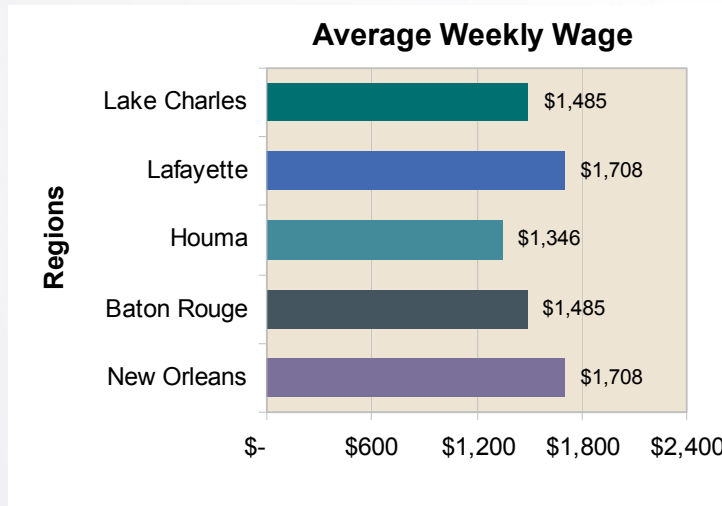 Average Weekly Wage
Regions
Lake Charles
$1,485
Lafayette
$1,708
Houma
$1,346
Baton Rouge
$1,485
New Orleans
$1,708
$- $600 $1,200 $1,800 $2,400